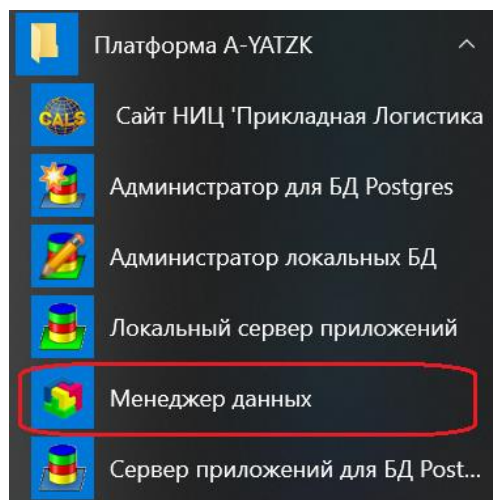 Платформа A-YATZK
CALS
Сайт НИЦ 'Прикладная Логистика
Администратор для БД Postgres
Администратор локальных БД
Локальный сервер приложений
Менеджер данных
Сервер приложений для БД Post...